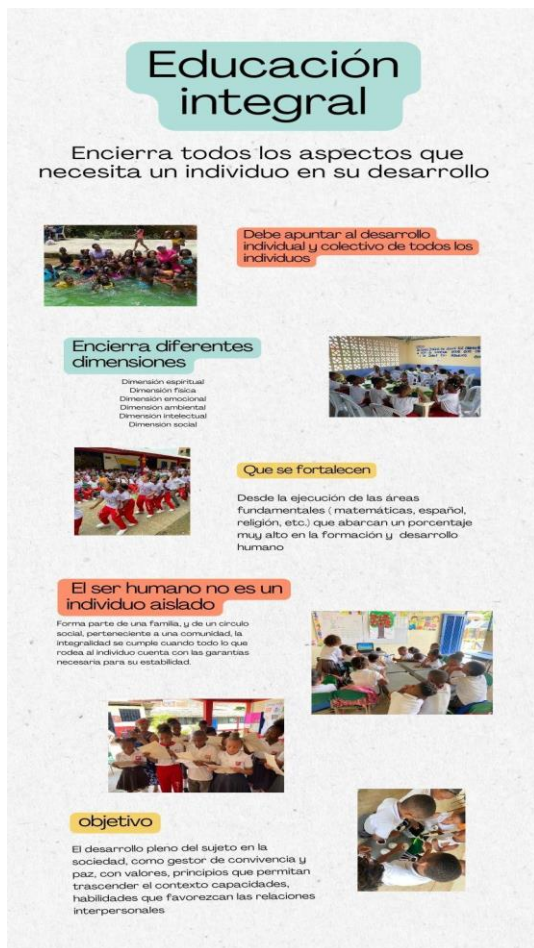 Educación
integral
Encierra todos los aspectos que
necesita un individuo en su desarrollo
Debe apuntar al desarrollo
individual y colectivo de todos los
individuos
Encierra diferentes
dimensiones
Dimensión espiritual
Dimensión física
Dimensión emocional
Dimensión ambiental
Dimensión intelectual
Dimensión social
Que se fortalecen
Desde la ejecución de las áreas
fundamentales ( matemáticas, español,
religión, etc.) que abarcan un porcentaje
muy alto en la formación y desarrollo
humano
El ser humano no es un
individuo aislado
Forma parte de una familia, y de un circulo
social, perteneciente a una comunidad, la
integralidad se cumple cuando todo lo que
rodea al individuo cuenta con las garantías
necesaria para su estabilidad.
objetivo
El desarrollo pleno del sujeto en la
sociedad, como gestor de convivencia y
paz, con valores, principios que permitan
trascender el contexto capacidades,
habilidades que favorezcan las relaciones
interpersonales